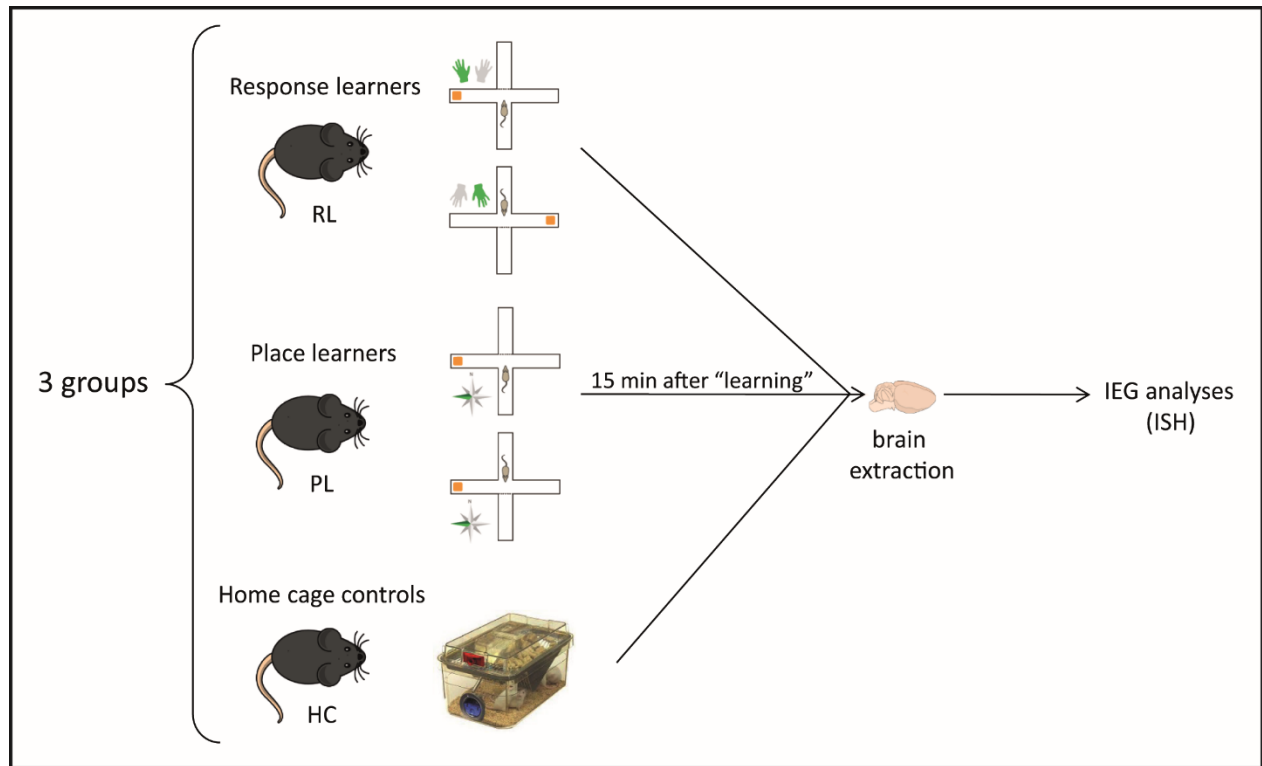 3 groups
Response learners
RL
Place learners
N
PL
N
Home cage controls
HC
15 min after "learning"
brain
extraction
IEG analyses
(ISH)